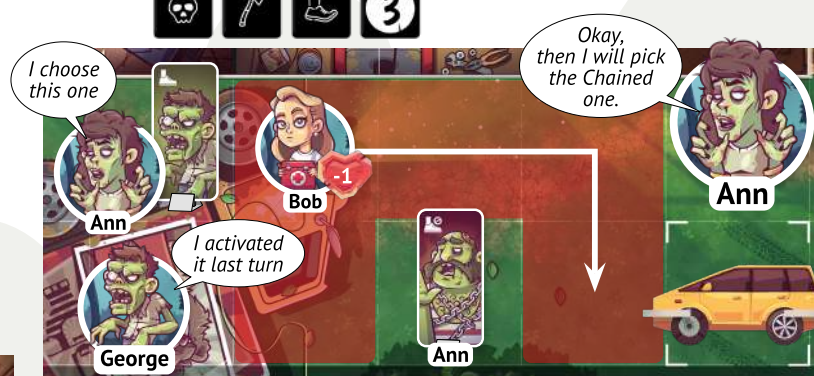 3
I choose
this one
Okay,
then I will pick
the Chained
one.
-1
Bob
Ann
Ann
I activated
it last turn
George
Ann